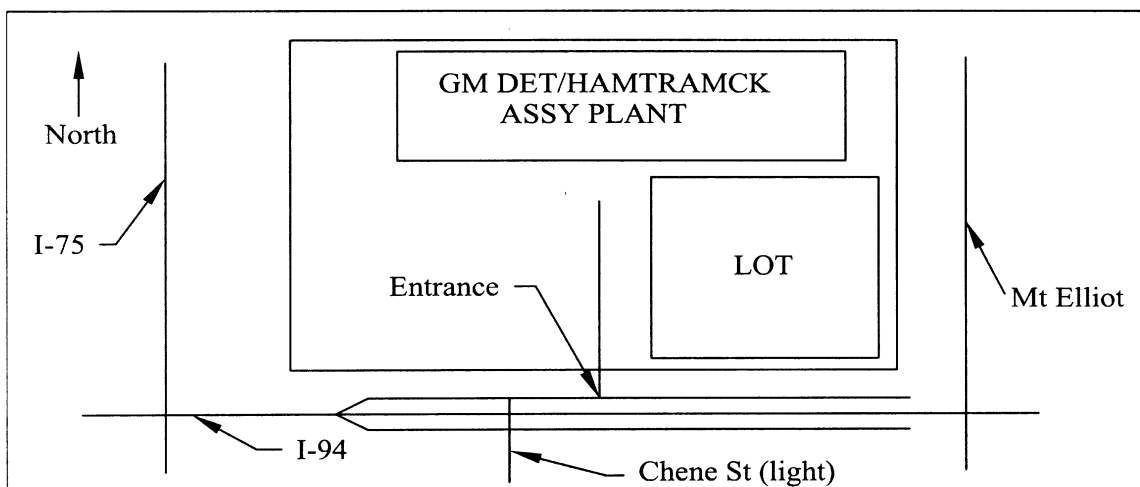 GM DET/HAMTRAMCK
ASSY PLANT
North
I-75
LOT
Entrance
Mt Elliot
I-94
Chene St (light)